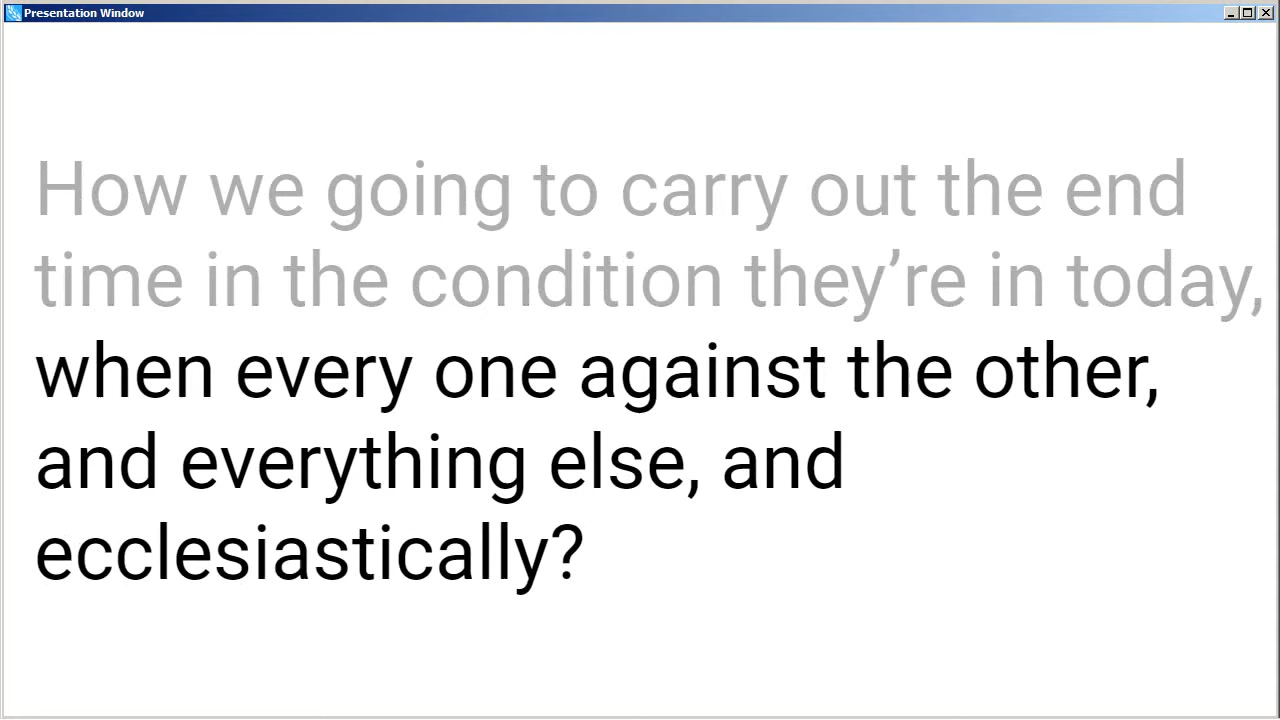 Presentation Window
How we going to carry out the end
time in the condition they’re in today,
when every one against the other,
and everything else, and
ecclesiastically?